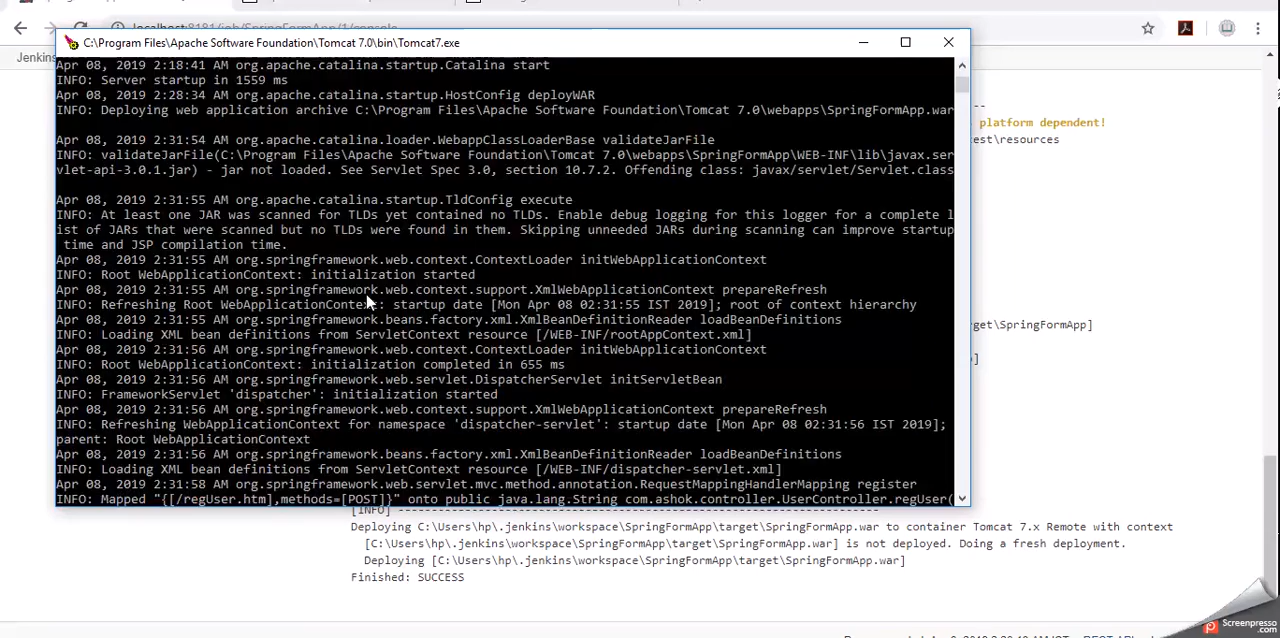 localhost:8181/job/SpringFormApp/1/console
C:\Program Files\Apache Software Foundation\Tomcat 7.0\bin\Tomcat7.exe
Jenkins
Apr 08, 2019 2:18:41 AM org.apache.catalina.startup.Catalina start
INFO: Server startup in 1559 ms
Apr 08, 2019 2:28:34 AM org.apache.catalina.startup.HostConfig deployWAR
INFO: Deploying web application archive C:\Program Files\Apache Software Foundation\Tomcat 7.0\webapps\SpringFormApp.war
platform dependent!
Apr 08, 2019 2:31:54 AM org.apache.catalina.loader.WebappClassLoaderBase validateJarFile
est\resources
INFO: validateJarFile(C:\Program Files\Apache Software Foundation\Tomcat 7.0\webapps\SpringFormApp\WEB-INF\lib\javax.ser
vlet-api-3.0.1.jar) - jar not loaded. See Servlet Spec 3.0, section 10.7.2. Offending class: javax/servlet/Servlet.class
Apr 08, 2019 2:31:55 AM org.apache.catalina.startup.TldConfig execute
INFO: At least one JAR was scanned for TLDs yet contained no TLDs. Enable debug logging for this logger for a complete l
ist of JARs that were scanned but no TLDs were found in them. Skipping unneeded JARs during scanning can improve startup
time and JSP compilation time.
Apr 08, 2019 2:31:55 AM org.springframework.web.context.ContextLoader initWebApplicationContext
INFO: Root WebApplicationContext: initialization started
Apr 08, 2019 2:31:55 AM org.springframework.web.context.support.XmlWebApplicationContext prepareRefresh
INFO: Refreshing Root WebApplicationContext: startup date [Mon Apr 08 02:31:55 IST 2019]; root of context hierarchy
Apr 08, 2019 2:31:55 AM org.springframework.beans.factory.xml.XmlBeanDefinitionReader loadBeanDefinitions
rget\SpringFormApp]
INFO: Loading XML bean definitions from ServletContext resource [/WEB-INF/rootAppContext.xml]
Apr 08, 2019 2:31:56 AM org.springframework.web.context.ContextLoader initWebApplicationContext
p]
INFO: Root WebApplicationContext: initialization completed in 655 ms
Apr 08, 2019 2:31:56 AM org.springframework.web.servlet.DispatcherServlet initServletBean
INFO: FrameworkServlet 'dispatcher': initialization started
Apr 08, 2019 2:31:56 AM org.springframework.web.context.support.XmlWebApplicationContext prepareRefresh
INFO: Refreshing WebApplicationContext for namespace 'dispatcher-servlet': startup date [Mon Apr 08 02:31:56 IST 2019];
parent: Root WebApplicationContext
Apr 08, 2019 2:31:56 AM org.springframework.beans.factory.xml.XmlBeanDefinitionReader loadBeanDefinitions
INFO: Loading XML bean definitions from ServletContext resource [/WEB-INF/dispatcher-servlet.xml]
Apr 08, 2019 2:31:58 AM org.springframework.web.servlet.mvc.method.annotation.RequestMappingHandlerMapping register
INFO: Mapped "{[/regUser.htm],methods=[POST]}" onto public java.lang.String com.ashok.controller.UserController.regUser(
[INFO] ------------------------------------------------------------------------
Deploying C:\Users\hp\.jenkins\workspace\SpringFormApp\target\SpringFormApp.war to container Tomcat 7.x Remote with context
[C:\Users\hp\.jenkins\workspace\SpringFormApp\target\SpringFormApp.war] is not deployed. Doing a fresh deployment.
Deploying [C:\Users\hp\.jenkins\workspace\SpringFormApp\target\SpringFormApp.war]
Finished: SUCCESS
Screenpresso
.com